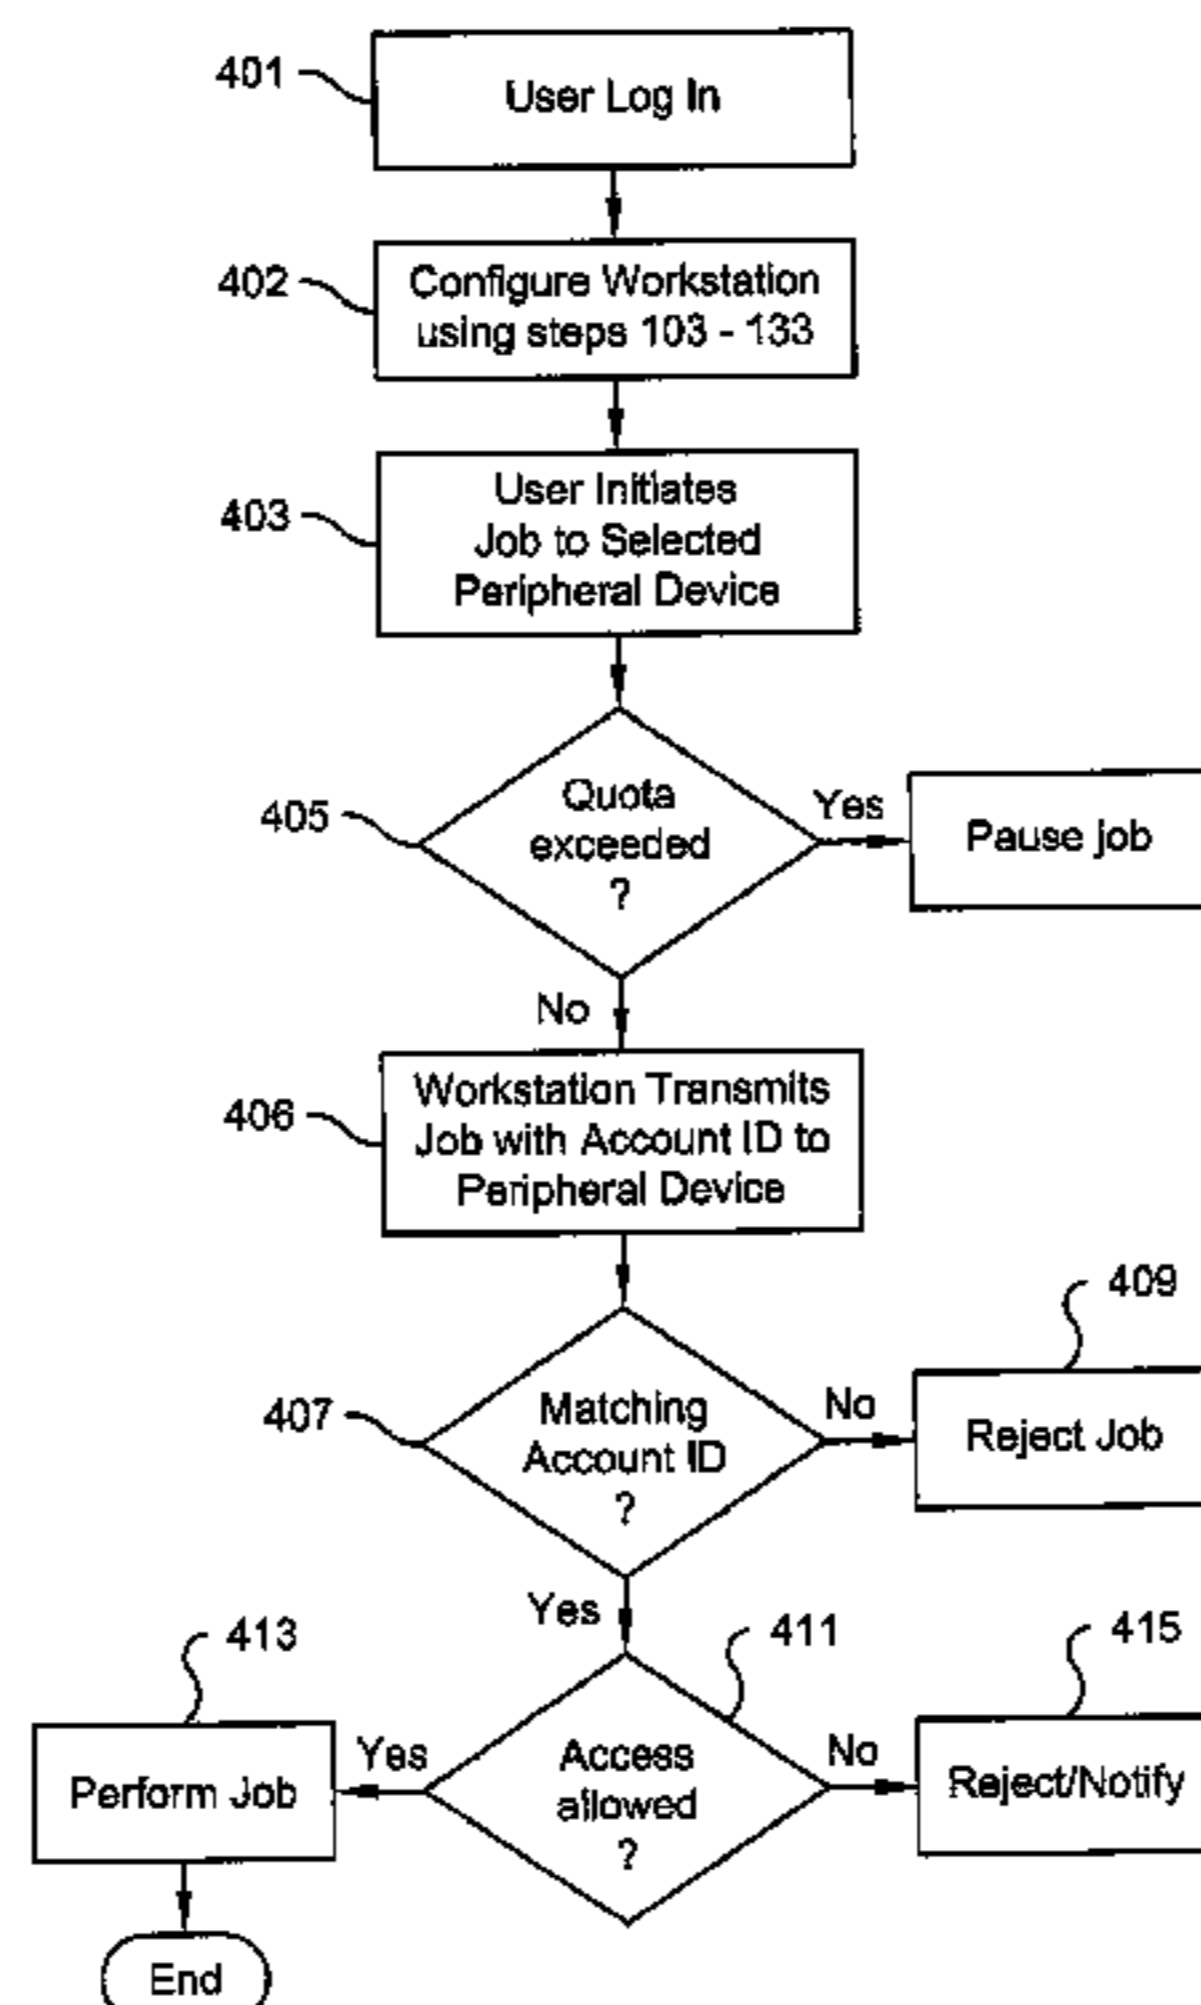 401
User Log In
402
Configure Workstation
using steps 103 - 133
403
User Initiates
Job to Selected
Peripheral Device
405
Quota
exceeded
?
Yes
Pause job
No
406
Workstation Transmits
Job with Account ID to
Peripheral Device
409
407
Matching
Account ID
?
No
Reject Job
Yes
413
411
415
Perform Job
Yes
Access
allowed
?
No
Reject/Notify
End